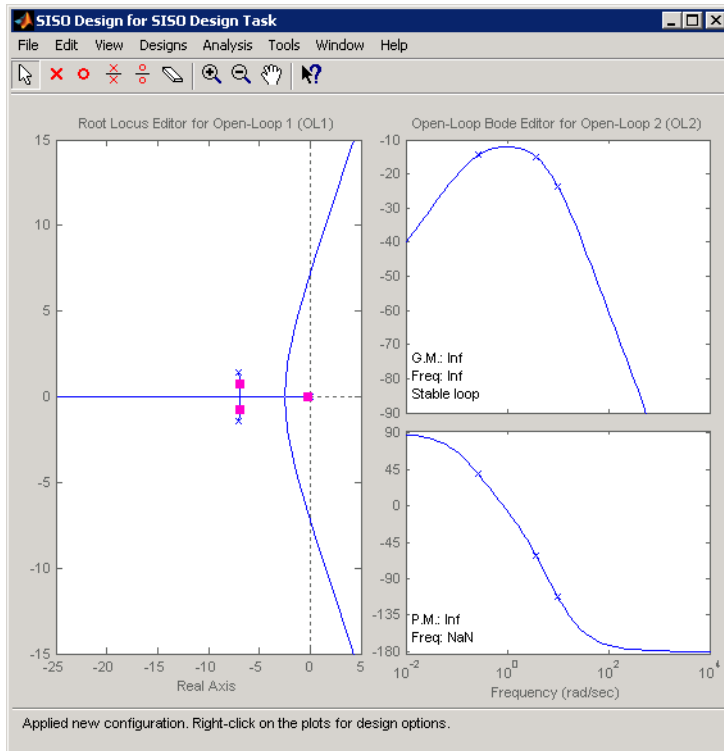 SISO Design for SISO Design Task
File Edit View Designs Analysis Tools Window Help
Root Locus Editor for Open-Loop 1 (OL1)
15
10
5
0
-5
-10
-15
-25 -20 -15 -10 -5 0 5
Real Axis
Open-Loop Bode Editor for Open-Loop 2 (OL2)
-10
-20
-30
-40
-50
-60
-70
-80
-90
G.M.: Inf
Freq: Inf
Stable loop
90
45
0
-45
-90
-135
-180
P.M.: Inf
Freq: NaN
10^-2 10^0 10^2 10^4
Frequency (rad/sec)
Applied new configuration. Right-click on the plots for design options.